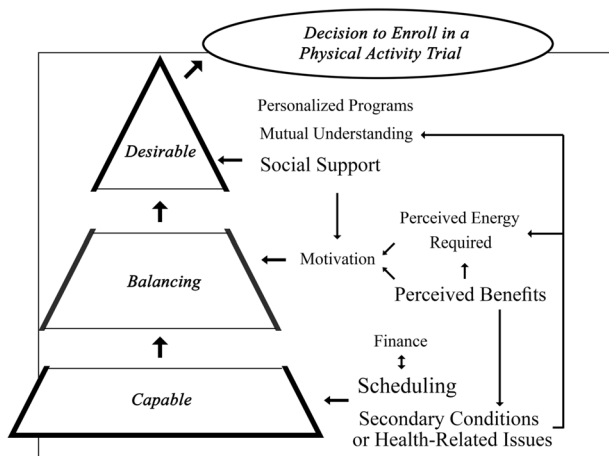 Decision to Enroll in a
Physical Activity Trial
Personalized Programs
Mutual Understanding
Desirable
Social Support
Perceived Energy
Required
Motivation
Balancing
Perceived Benefits
Finance
Scheduling
Capable
Secondary Conditions
or Health-Related Issues